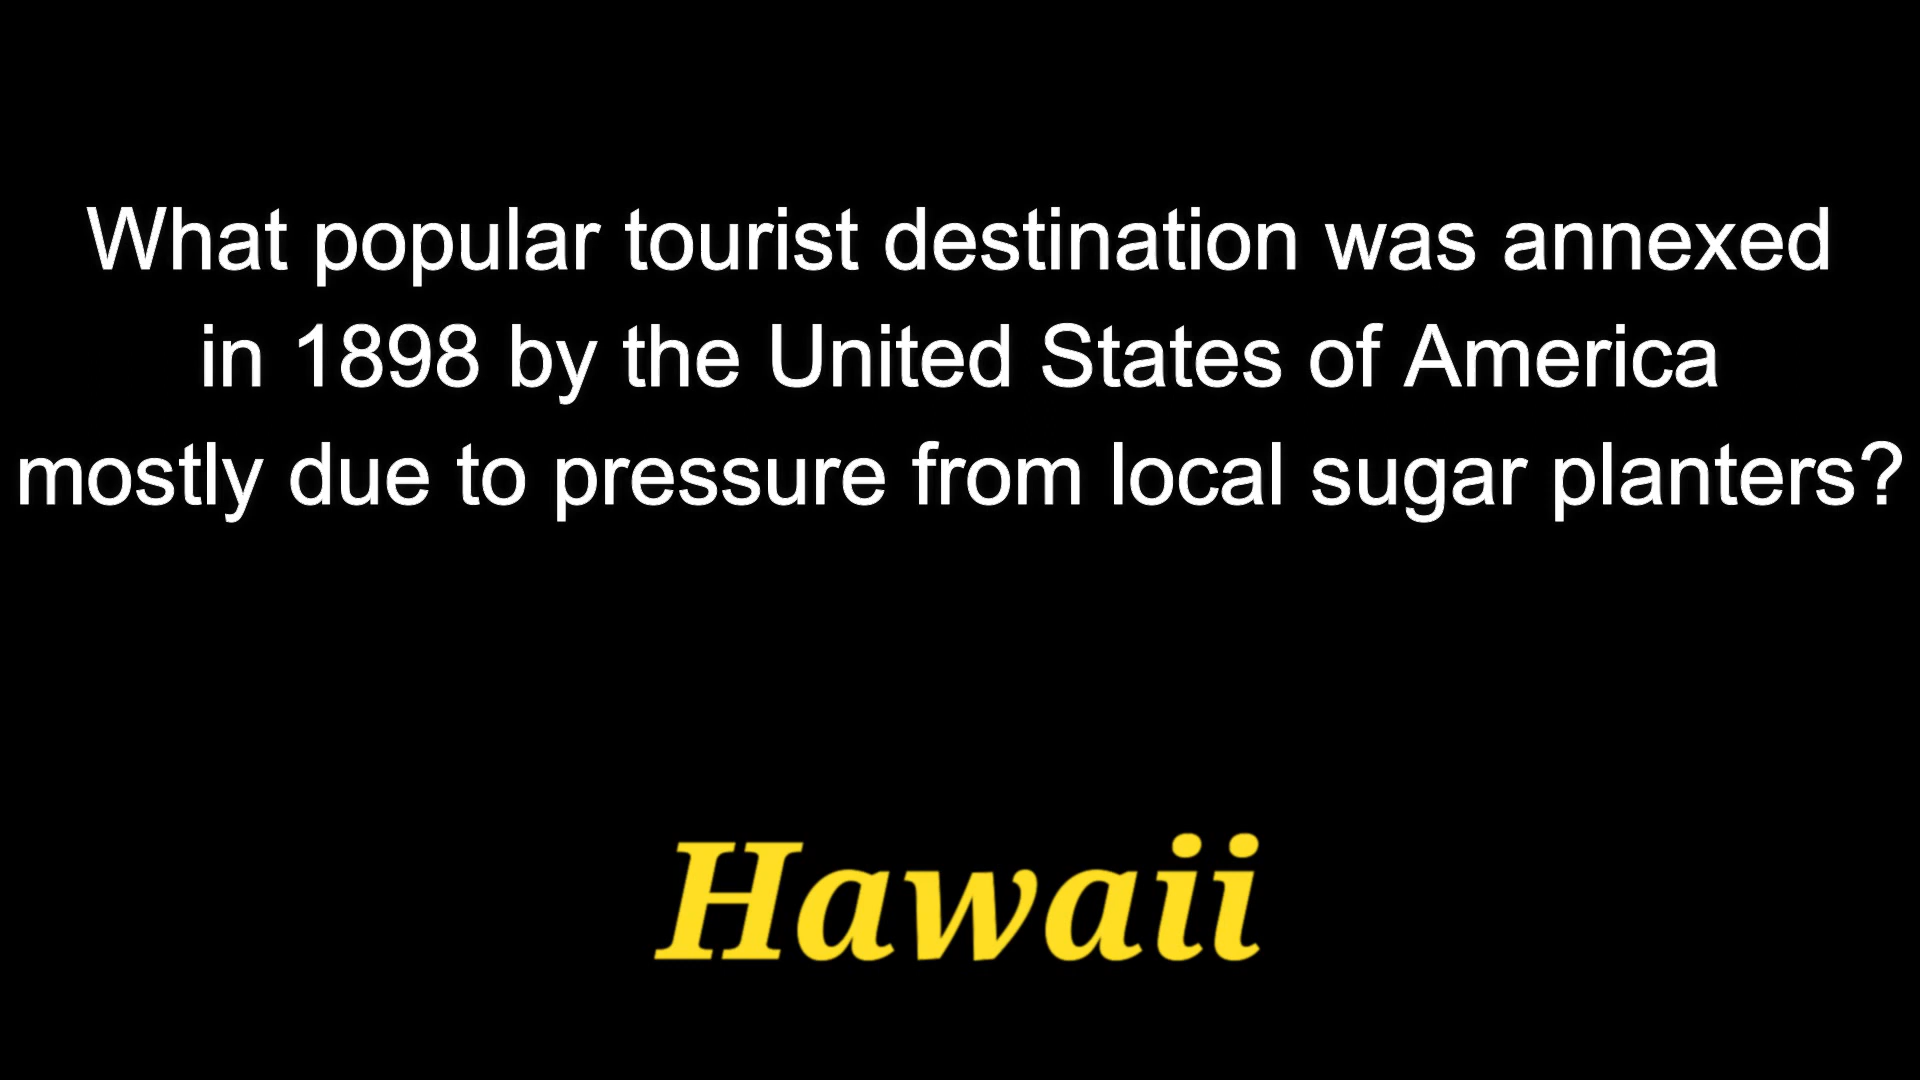 What popular tourist destination was annexed
in 1898 by the United States of America
mostly due to pressure from local sugar planters?
Hawaii